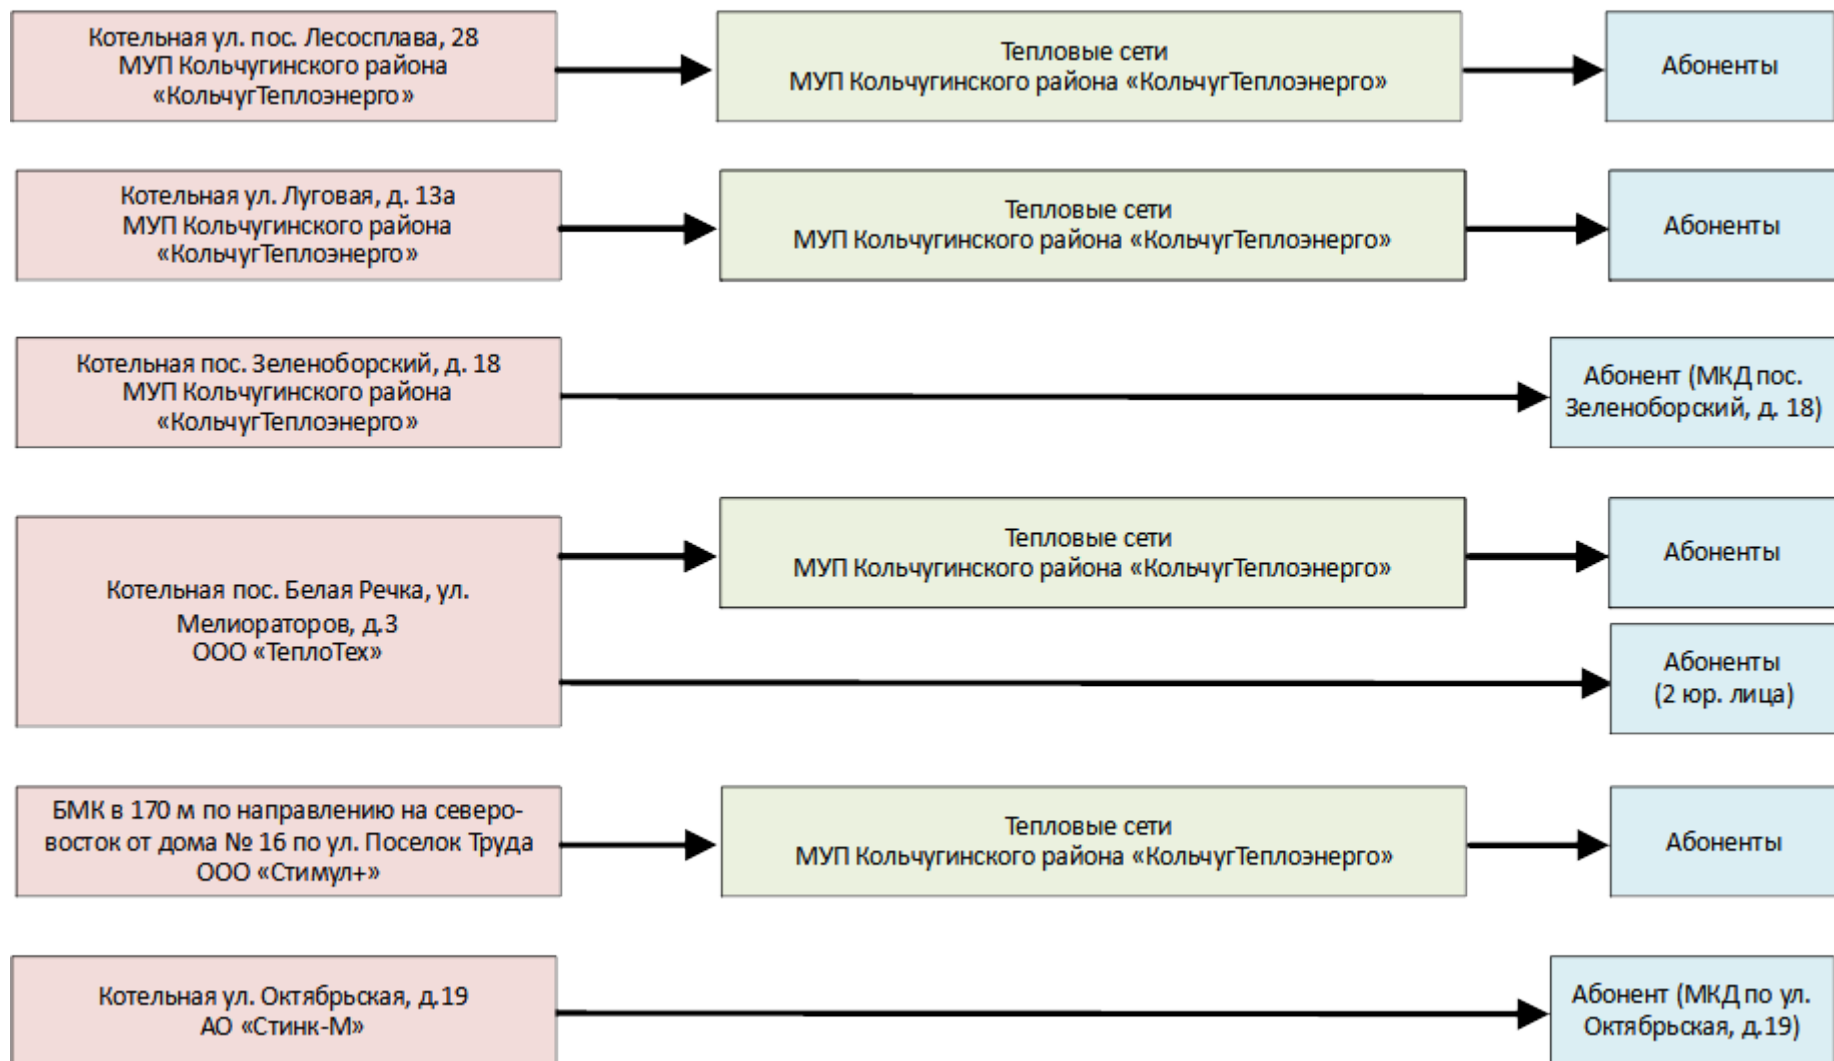 Котельная ул. пос. Лесосплава, 28
МУП Кольчугинского района
«КольчугТеплоэнерго»
Тепловые сети
МУП Кольчугинского района «КольчугТеплоэнерго»
Абоненты
Котельная ул. Луговая, д. 13а
МУП Кольчугинского района
«КольчугТеплоэнерго»
Тепловые сети
МУП Кольчугинского района «КольчугТеплоэнерго»
Абоненты
Котельная пос. Зеленоборский, д. 18
МУП Кольчугинского района
«КольчугТеплоэнерго»
Абонент (МКД пос.
Зеленоборский, д. 18)
Котельная пос. Белая Речка, ул.
Мелиораторов, д.3
ООО «ТеплоТех»
Тепловые сети
МУП Кольчугинского района «КольчугТеплоэнерго»
Абоненты
Абоненты
(2 юр. лица)
БМК в 170 м по направлению на северо-
восток от дома № 16 по ул. Поселок Труда
ООО «Стимул+»
Тепловые сети
МУП Кольчугинского района «КольчугТеплоэнерго»
Абоненты
Котельная ул. Октябрьская, д.19
АО «Стинк-М»
Абонент (МКД по ул.
Октябрьская, д.19)